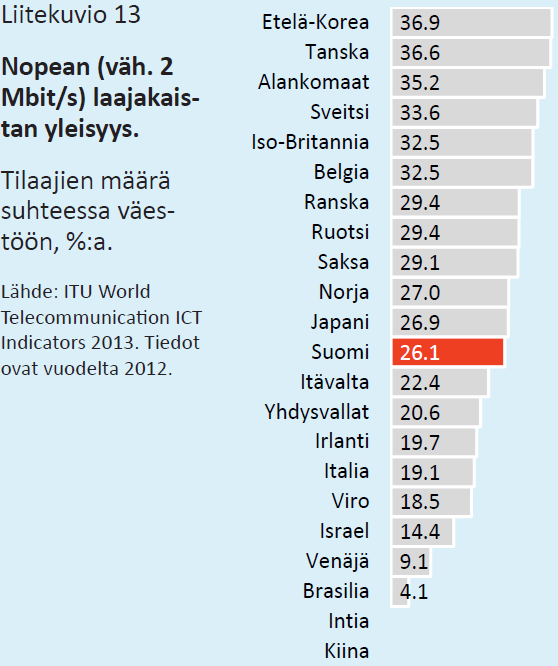 Liitekuvio 13
Nopean (väh. 2
Mbit/s) laajakais-
tan yleisyys.
Tilaajien määrä
suhteessa väes-
töön, %:a.
Lähde: ITU World
Telecommunication ICT
Indicators 2013. Tiedot
ovat vuodelta 2012.
Etelä-Korea 36.9
Tanska 36.6
Alankomaat 35.2
Sveitsi 33.6
Iso-Britannia 32.5
Belgia 32.5
Ranska 29.4
Ruotsi 29.4
Saksa 29.1
Norja 27.0
Japani 26.9
Suomi 26.1
Itävalta 22.4
Yhdysvallat 20.6
Irlanti 19.7
Italia 19.1
Viro 18.5
Israel 14.4
Venäjä 9.1
Brasilia 4.1
Intia
Kiina